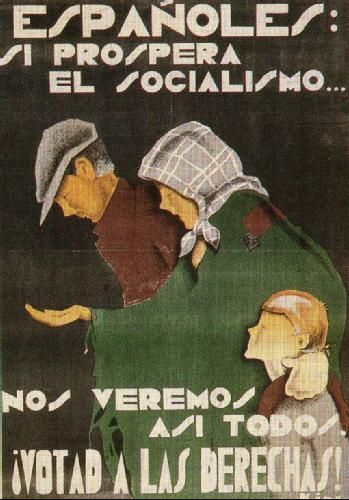 ESPAÑOLES:
SI PROSPERA
EL SOCIALISMO...
NOS VEREMOS
ASI TODOS.
¡VOTAD A LAS DERECHAS!